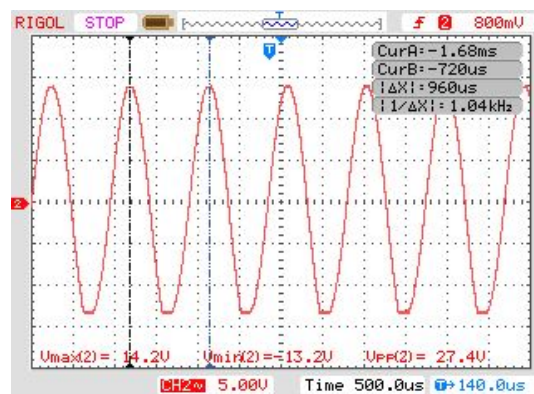 RIGOL STOP T f 2 800mV
T
CurA=-1.68ms
CurB=-720us
|ΔX|=960us
|1/ΔX|=1.04kHz
2
Vmax(2)= 14.2V Vmin(2)=-13.2V Vpp(2)= 27.4V
CH2~ 5.00V Time 500.0us T→140.0us